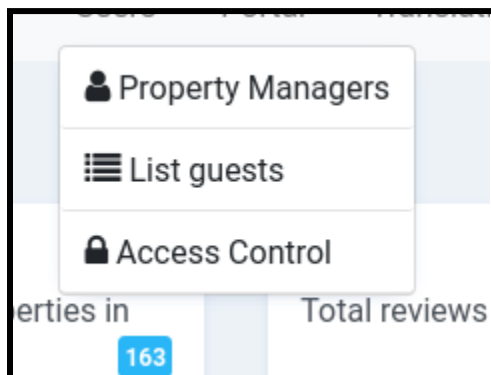 Property Managers
List guests
Access Control
erties in
Total reviews
163